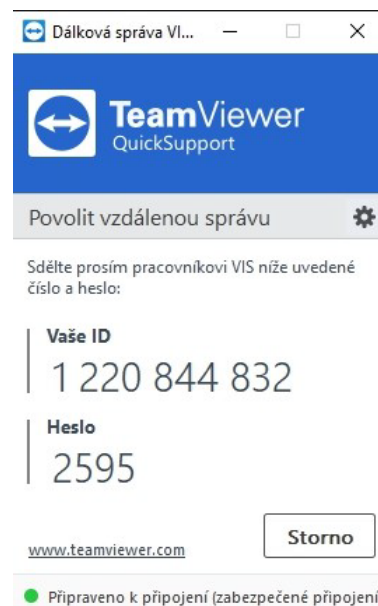 Dálková správa VI...
TeamViewer
QuickSupport
Povolit vzdálenou správu
Sdělte prosím pracovníkovi VIS níže uvedené
číslo a heslo:
Vaše ID
1 220 844 832
Heslo
2595
www.teamviewer.com
Storno
Připraveno k připojení (zabezpečené připojení